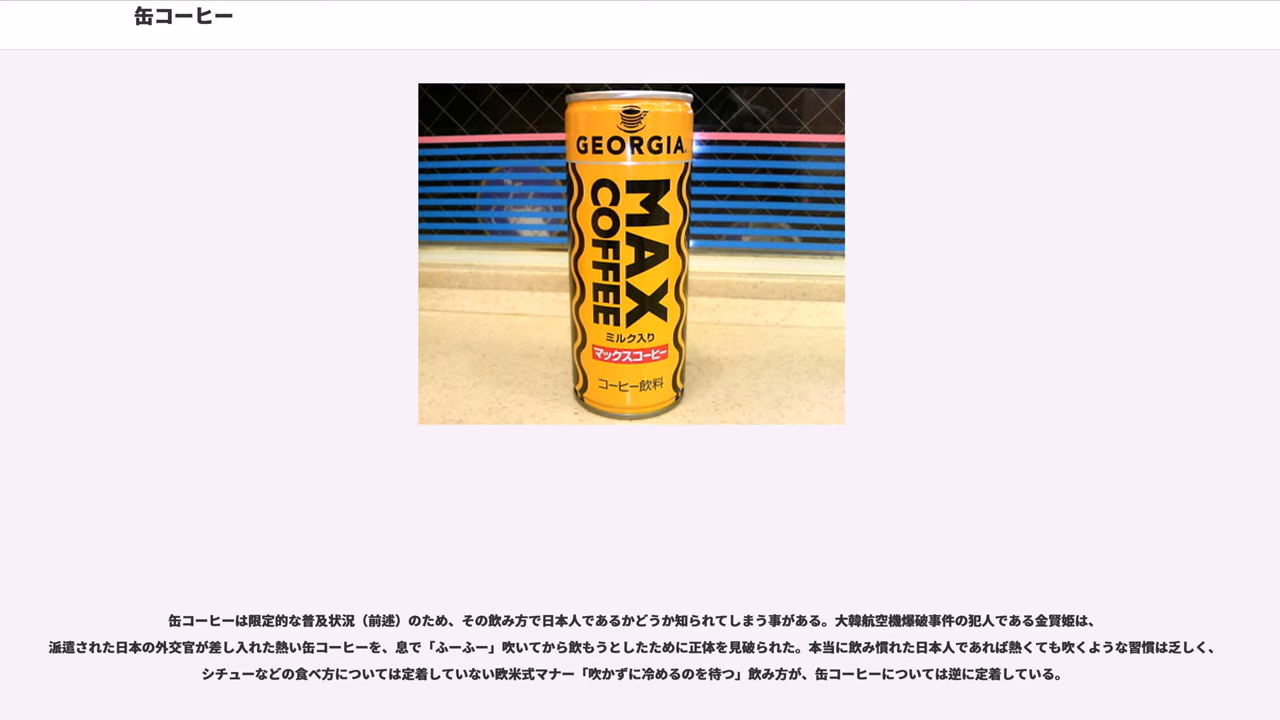 缶コーヒー
GEORGIA
MAX
COFFEE
ミルク入り
マックスコーヒー
コーヒー飲料
缶コーヒーは限定的な普及状況（前述）のため、その飲み方で日本人であるかどうか知られてしまう事がある。大韓航空機爆破事件の犯人である金賢姫は、
派遣された日本の外交官が差し入れた熱い缶コーヒーを、息で「ふーふー」吹いてから飲もうとしたために正体を見破られた。本当に飲み慣れた日本人であれば熱くても吹くような習慣は乏しく、
シチューなどの食べ方については定着していない欧米式マナー「吹かずに冷めるのを待つ」飲み方が、缶コーヒーについては逆に定着している。